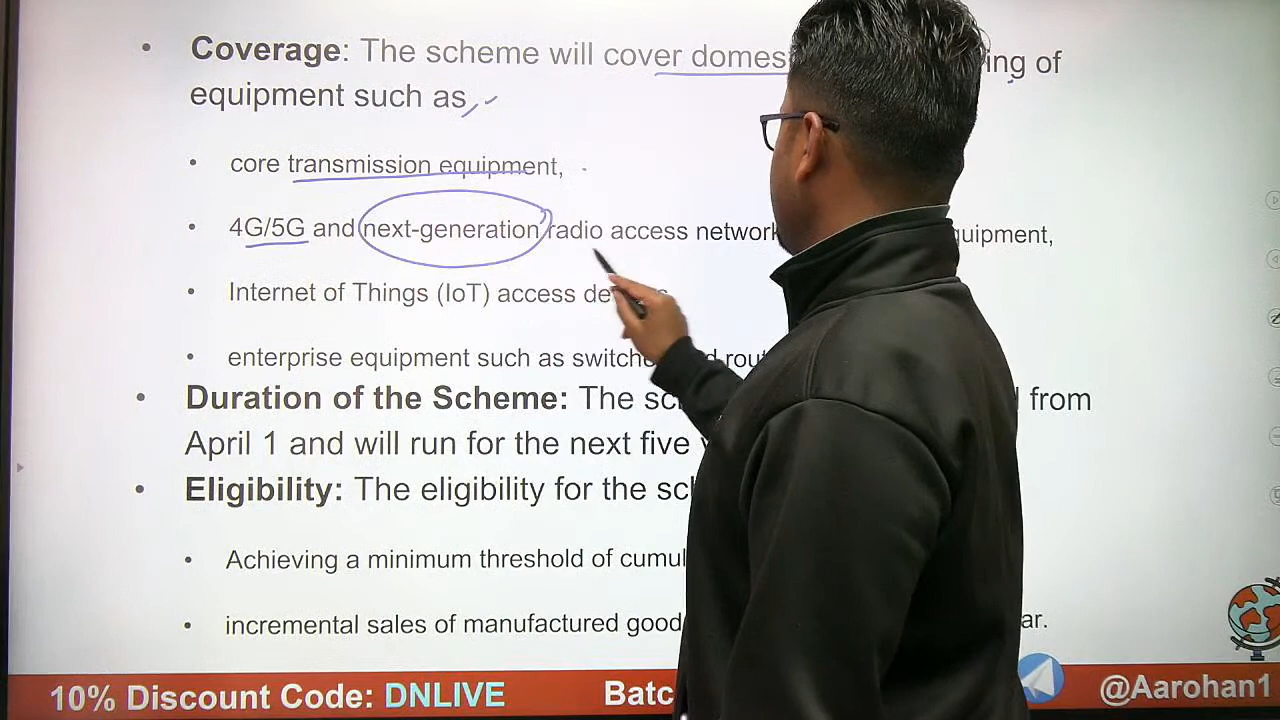 • Coverage: The scheme will cover domes ing of
equipment such as,
• core transmission equipment,
• 4G/5G and next-generation radio access network quipment,
• Internet of Things (IoT) access de
• enterprise equipment such as switche d rout
• Duration of the Scheme: The sc from
April 1 and will run for the next five
• Eligibility: The eligibility for the sc
• Achieving a minimum threshold of cumul
• incremental sales of manufactured good ar.
10% Discount Code: DNLIVE Batc @Aarohan1